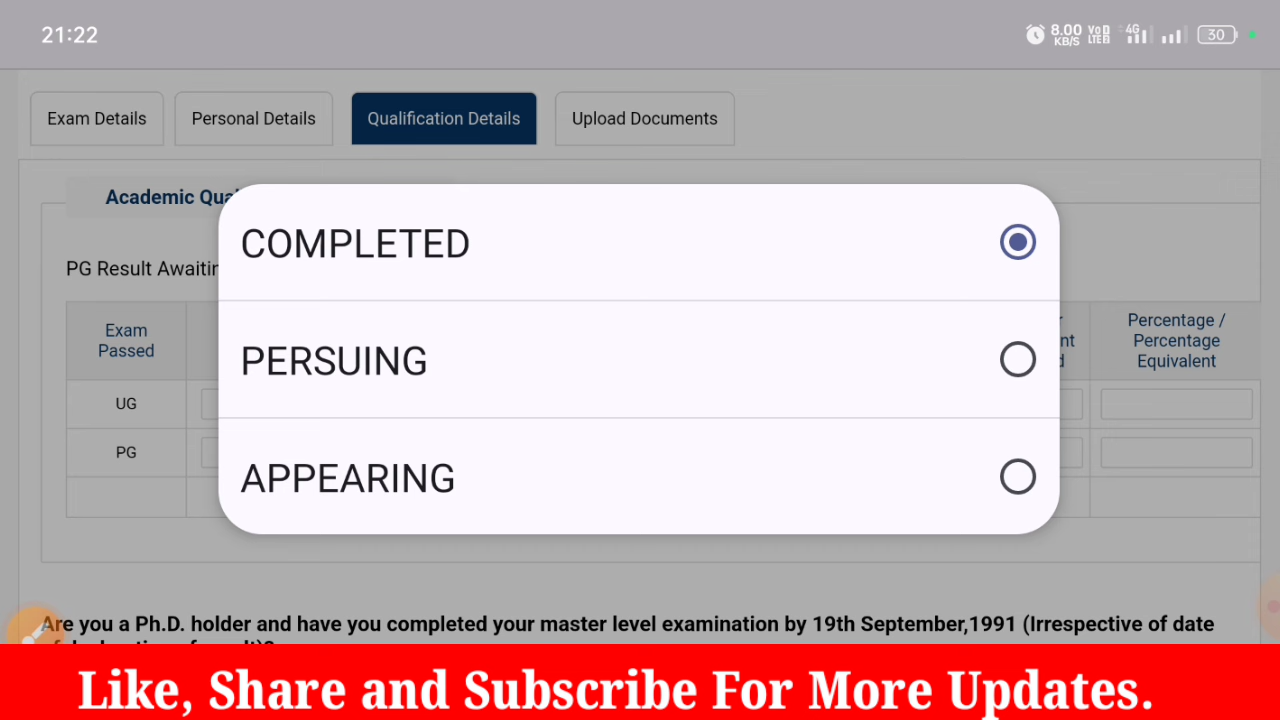 21:22
8.00 KB/S
4G
30
Exam Details
Personal Details
Qualification Details
Upload Documents
Academic
COMPLETED
PERSUING
APPEARING
PG Result
Exam
Passed
Percentage /
Percentage
Equivalent
UG
PG
Are you a Ph.D. holder and have you completed your master level examination by 19th September,1991 (Irrespective of date
Like, Share and Subscribe For More Updates.